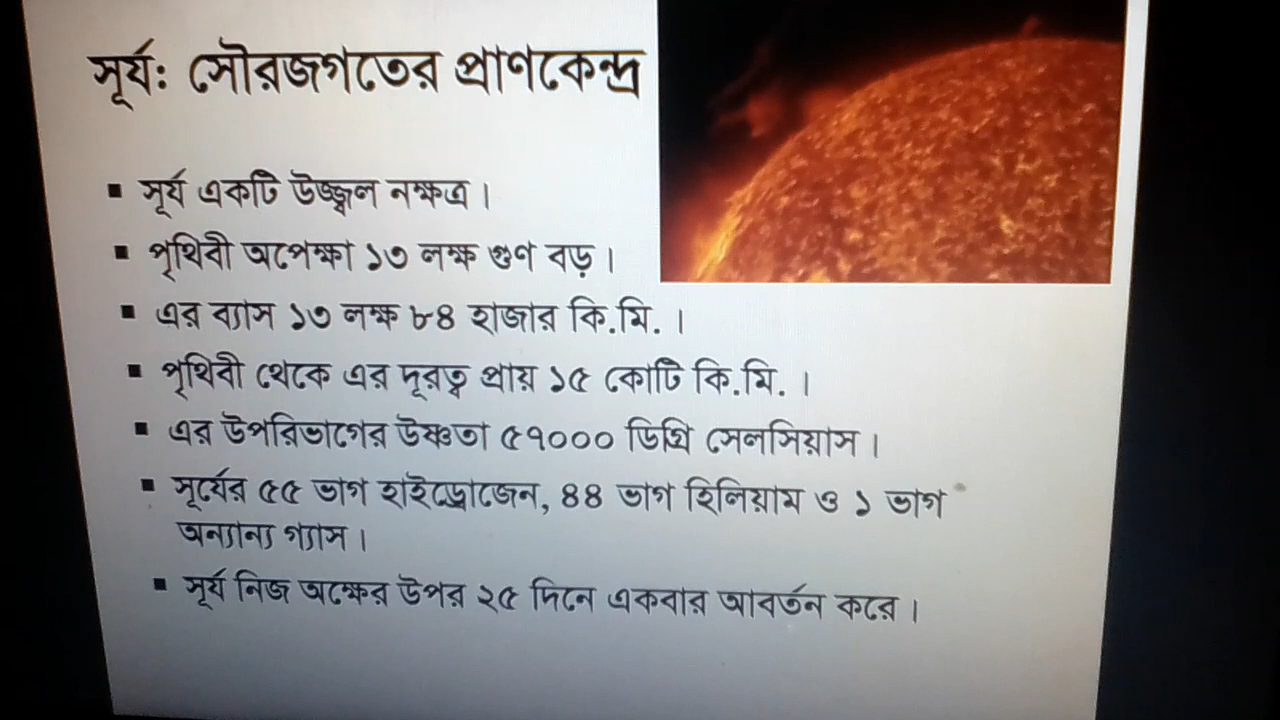 সূর্য: সৌরজগতের প্রাণকেন্দ্র
▪ সূর্য একটি উজ্জ্বল নক্ষত্র।
▪ পৃথিবী অপেক্ষা ১৩ লক্ষ গুণ বড়।
▪ এর ব্যাস ১৩ লক্ষ ৮৪ হাজার কি.মি.।
▪ পৃথিবী থেকে এর দূরত্ব প্রায় ১৫ কোটি কি.মি.।
▪ এর উপরিভাগের উষ্ণতা ৫৭০০০ ডিগ্রি সেলসিয়াস।
▪ সূর্যের ৫৫ ভাগ হাইড্রোজেন, ৪৪ ভাগ হিলিয়াম ও ১ ভাগ
অন্যান্য গ্যাস।
▪ সূর্য নিজ অক্ষের উপর ২৫ দিনে একবার আবর্তন করে।